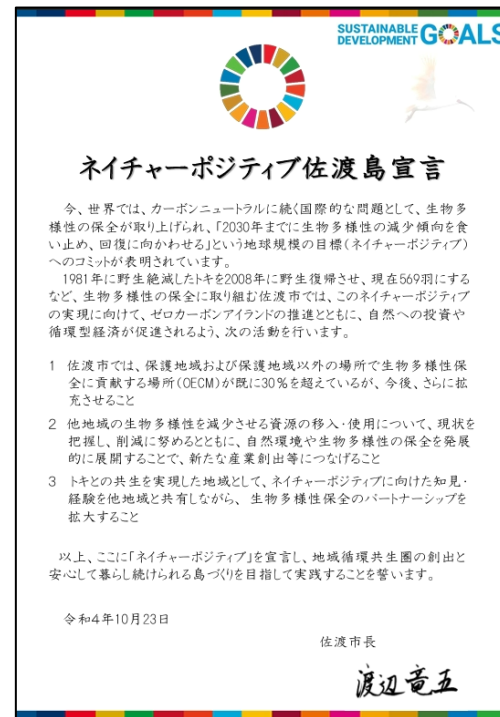 SUSTAINABLE
DEVELOPMENT GOALS
ネイチャーポジティブ佐渡島宣言
今、世界では、カーボンニュートラルに続く国際的な問題として、生物多
様性の保全が取り上げられ、「2030年までに生物多様性の減少傾向を食
い止め、回復に向かわせる」という地球規模の目標(ネイチャーポジティブ)
へのコミットが表明されています。
1981年に野生絶滅したトキを2008年に野生復帰させ、現在569羽にする
など、生物多様性の保全に取り組む佐渡市では、このネイチャーポジティブ
の実現に向けて、ゼロカーボンアイランドの推進とともに、自然への投資や
循環型経済が促進されるよう、次の活動を行います。
1 佐渡市では、保護地域および保護地域以外の場所で生物多様性保
全に貢献する場所(OECM)が既に30%を超えているが、今後、さらに拡
充させること
2 他地域の生物多様性を減少させる資源の移入・使用について、現状を
把握し、削減に努めるとともに、自然環境や生物多様性の保全を発展
的に展開することで、新たな産業創出等につなげること
3 トキとの共生を実現した地域として、ネイチャーポジティブに向けた知見・
経験を他地域と共有しながら、生物多様性保全のパートナーシップを
拡大すること
以上、ここに「ネイチャーポジティブ」を宣言し、地域循環共生圏の創出と
安心して暮らし続けられる島づくりを目指して実践することを誓います。
令和4年10月23日
佐渡市長
渡辺竜五